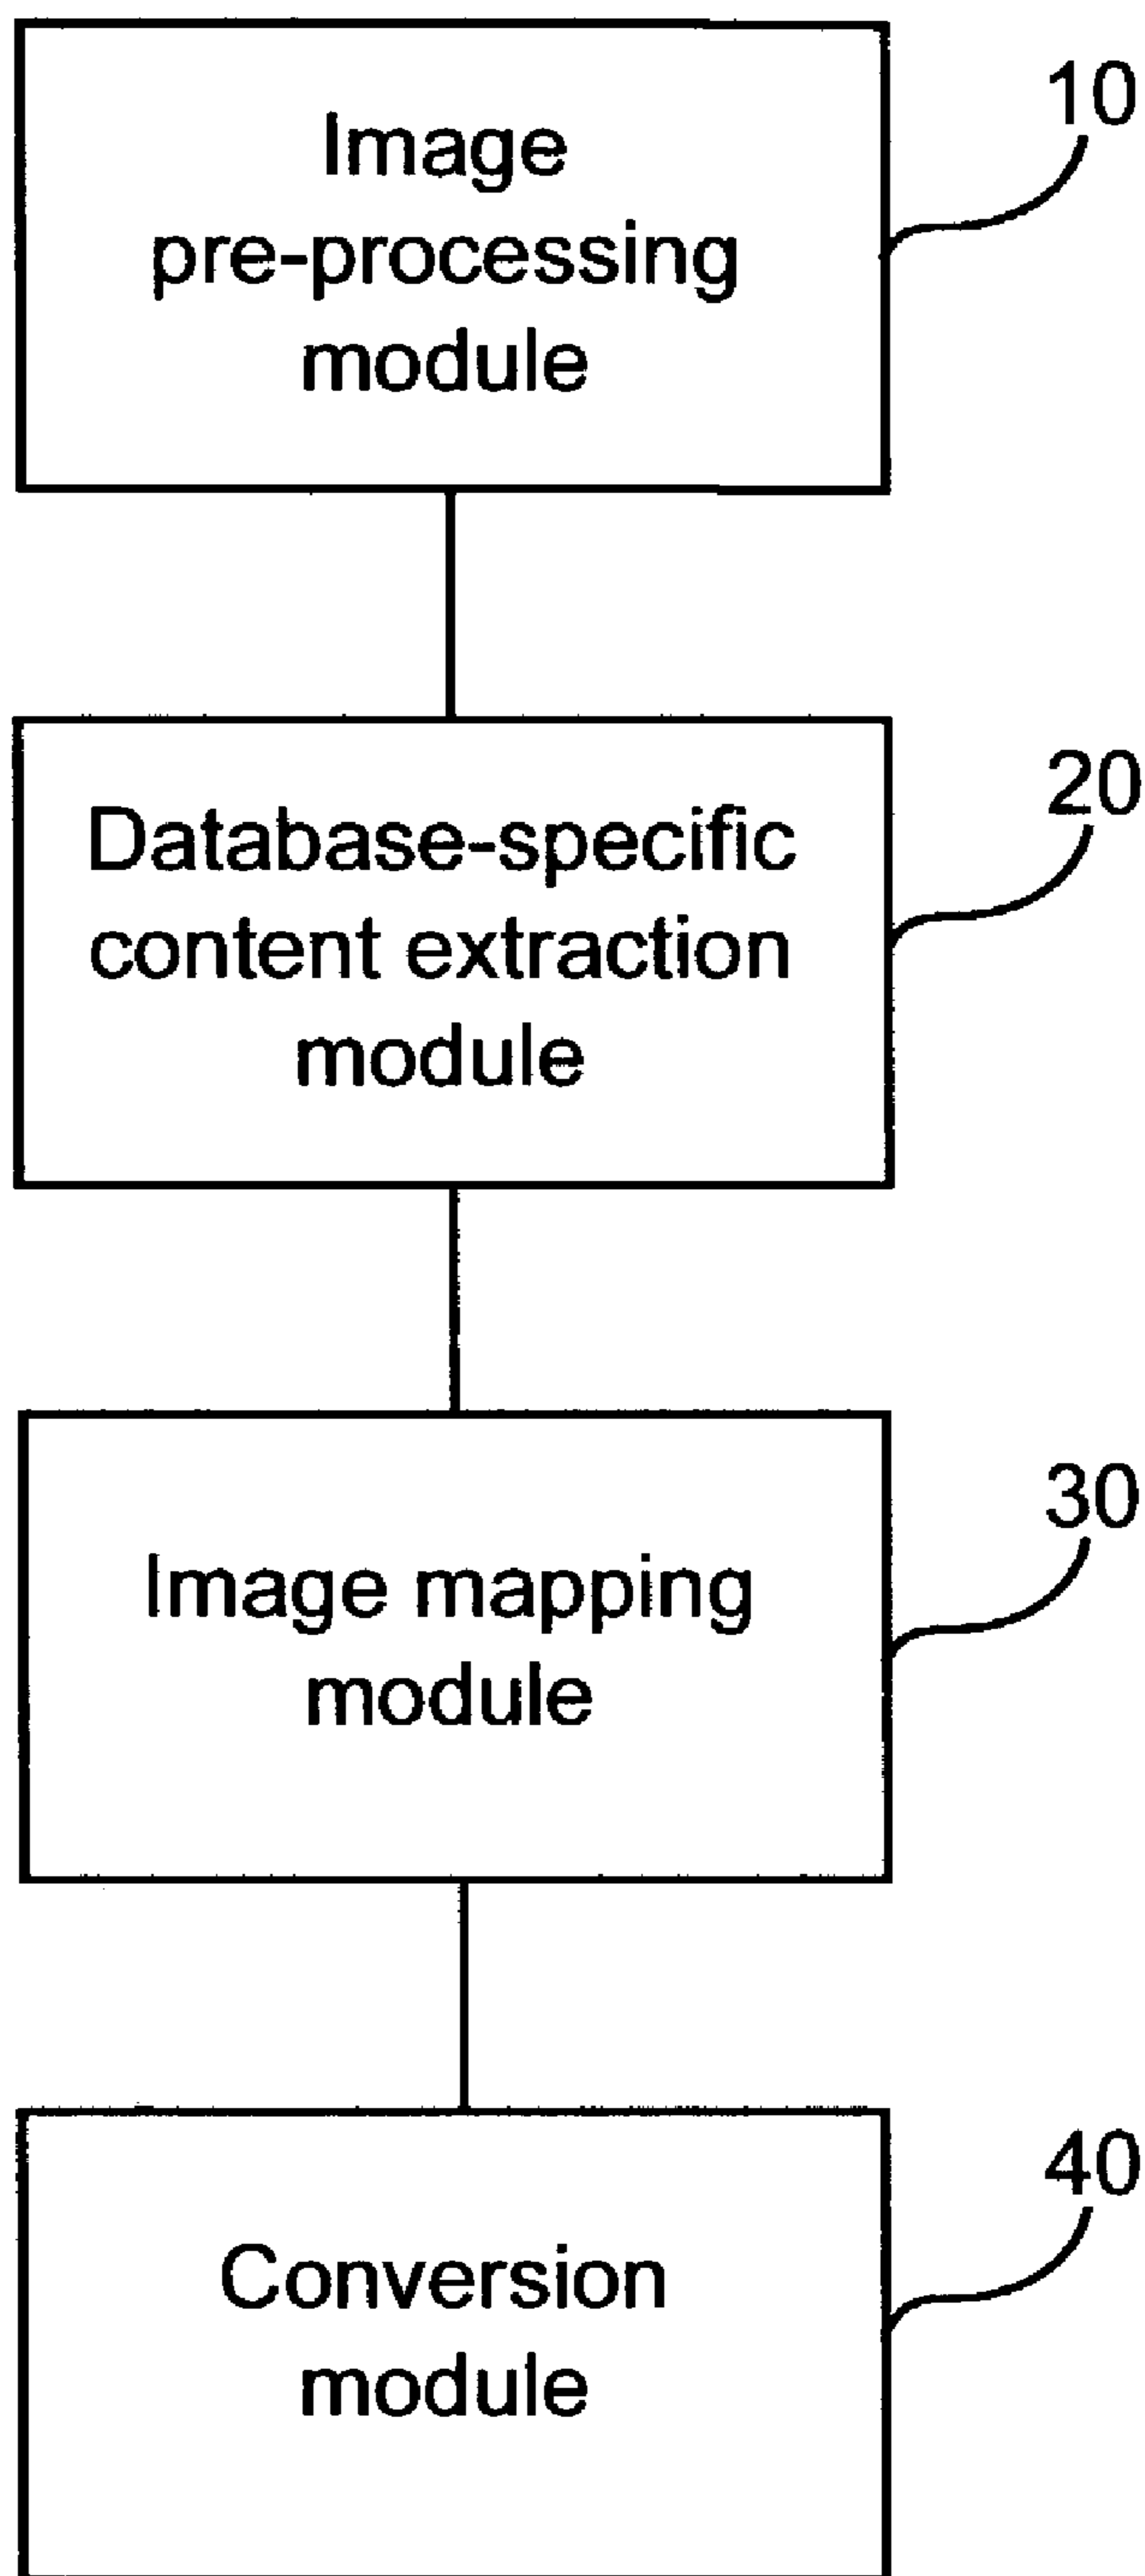 Image
pre-processing
module
10
Database-specific
content extraction
module
20
Image mapping
module
30
Conversion
module
40